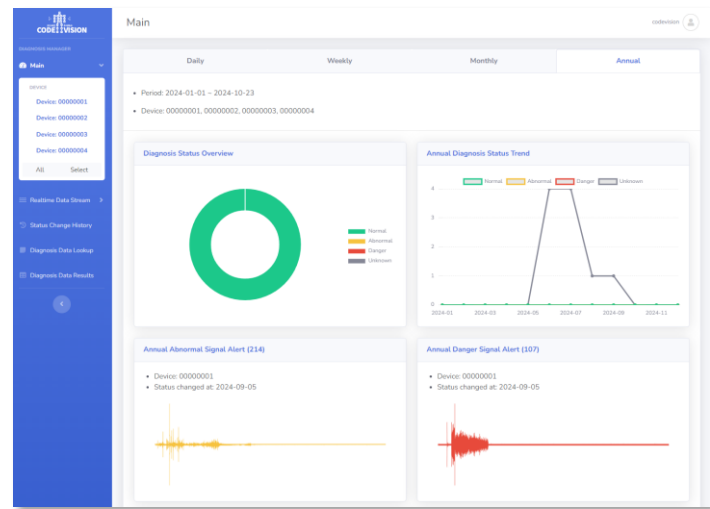 CODE VISION
Main
codevision
DIAGNOSIS MANAGER
Main
DEVICE
Device: 00000001
Device: 00000002
Device: 00000003
Device: 00000004
All Select
Realtime Data Stream
Status Change History
Diagnosis Data Lookup
Diagnosis Data Results
Daily Weekly Monthly Annual
• Period: 2024-01-01 ~ 2024-10-23
• Device: 00000001, 00000002, 00000003, 00000004
Diagnosis Status Overview
Normal
Abnormal
Danger
Unknown
Annual Diagnosis Status Trend
Normal Abnormal Danger Unknown
4
3
2
1
0
2024-01 2024-03 2024-05 2024-07 2024-09 2024-11
Annual Abnormal Signal Alert (214)
• Device: 00000001
• Status changed at: 2024-09-05
Annual Danger Signal Alert (107)
• Device: 00000001
• Status changed at: 2024-09-05